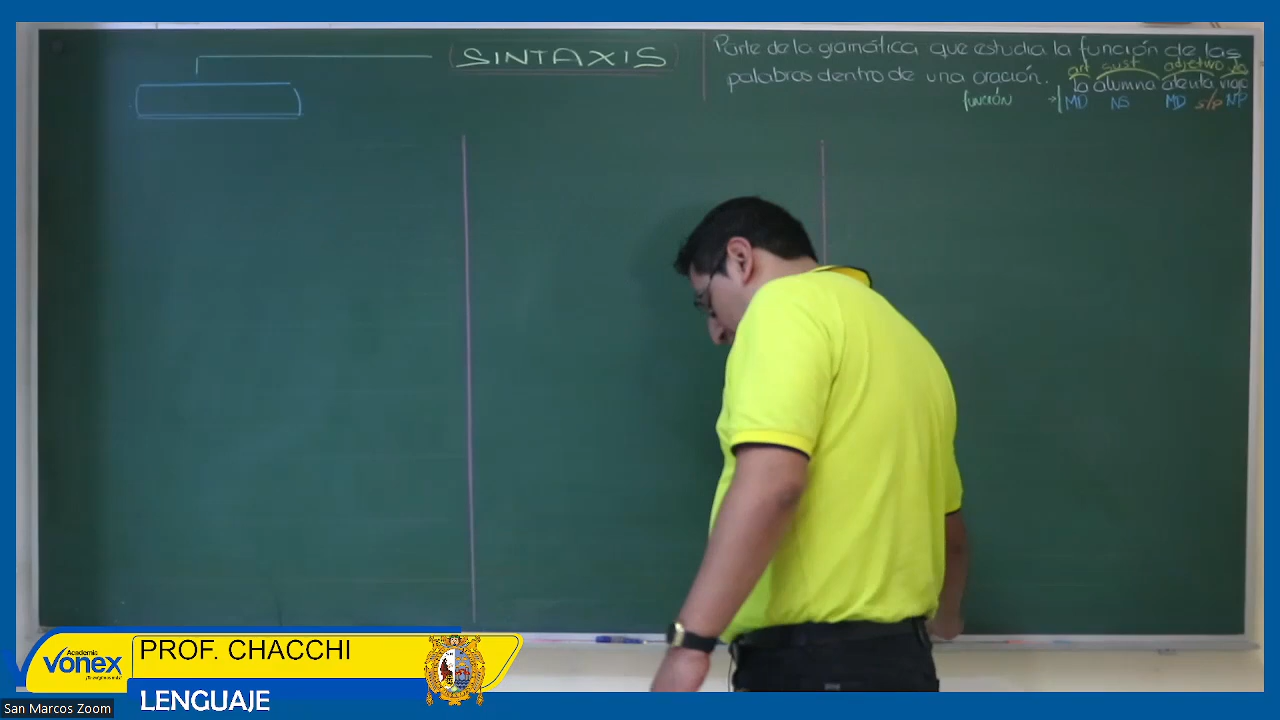 SINTAXIS
Parte de la gramática que estudia la función de las
palabras dentro de una oración.
art sust adjetivo
la alumna atenta
función MD NS MD S/P NP
Academia
Vonex
PROF. CHACCHI
LENGUAJE
San Marcos Zoom